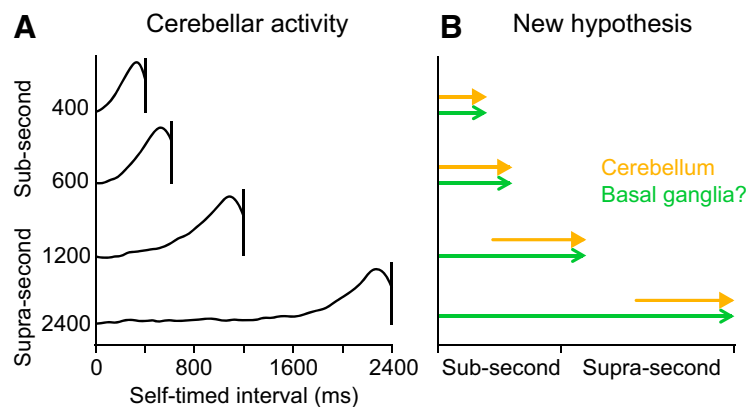 A Cerebellar activity
Sub-second
Supra-second
400
600
1200
2400
0 800 1600 2400
Self-timed interval (ms)
B New hypothesis
Cerebellum
Basal ganglia?
Sub-second Supra-second